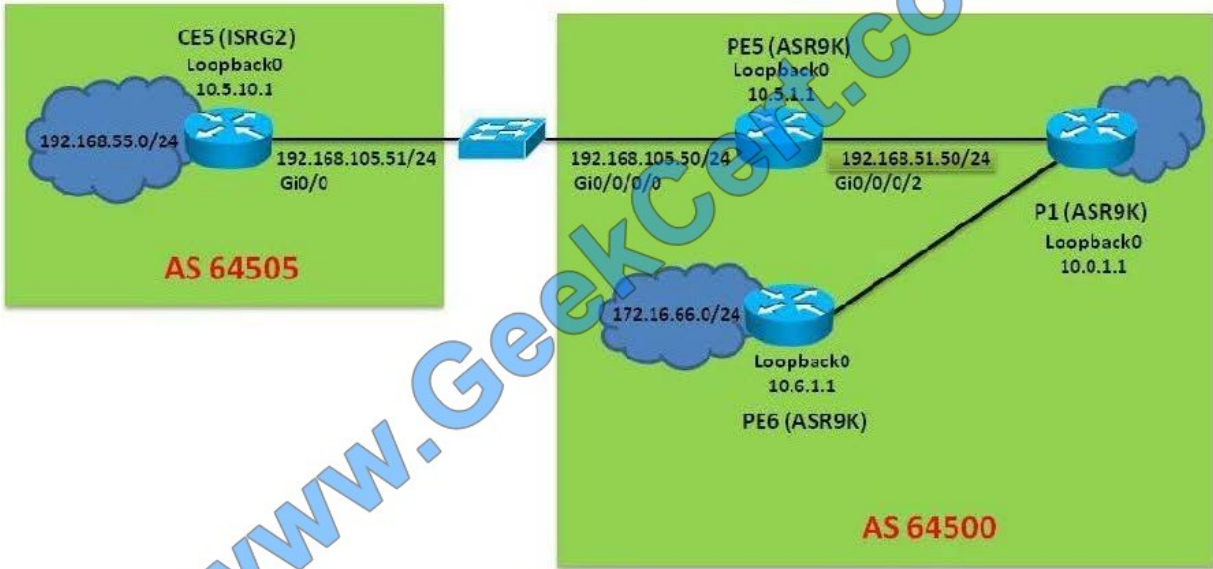 CE5 (ISRG2)
Loopback0
10.5.10.1
192.168.55.0/24
192.168.105.51/24
Gi0/0
AS 64505
PE5 (ASR9K)
Loopback0
10.5.1.1
192.168.105.50/24
Gi0/0/0/0
192.168.51.50/24
Gi0/0/0/2
P1 (ASR9K)
Loopback0
10.0.1.1
172.16.66.0/24
Loopback0
10.6.1.1
PE6 (ASR9K)
AS 64500
www.GeekCert.co